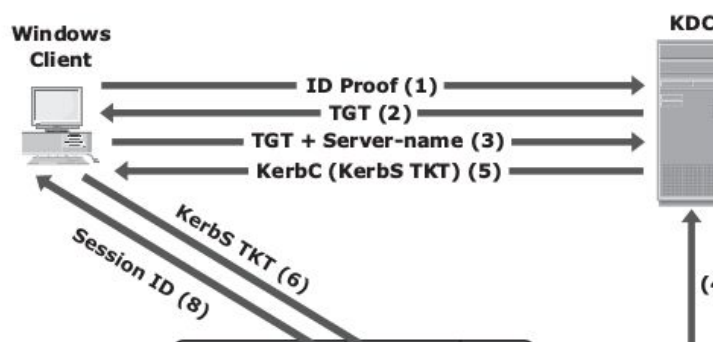 Windows
Client
KDC
ID Proof (1)
TGT (2)
TGT + Server-name (3)
KerbC (KerbS TKT) (5)
KerbS TKT (6)
Session ID (8)
(4